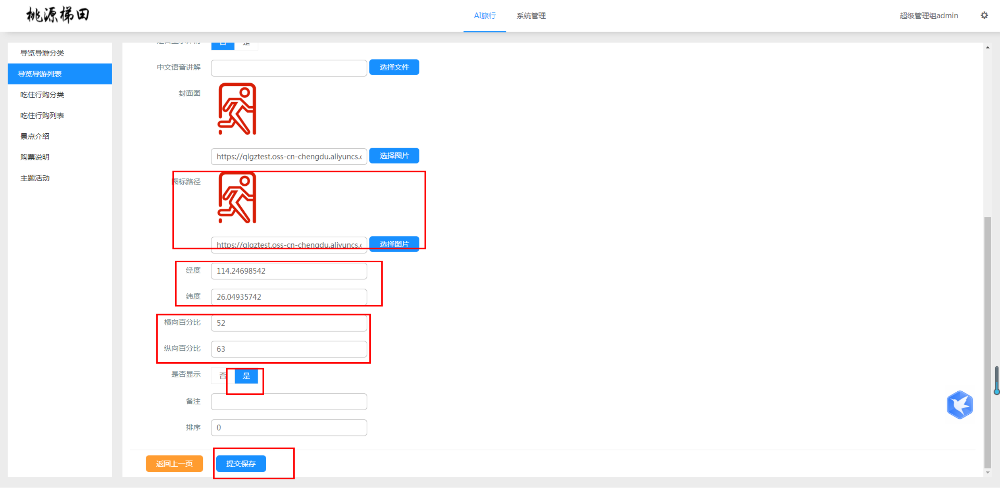 桃源梯田
AI旅行
系统管理
超级管理组admin
导览导游分类
导览导游列表
吃住行购分类
吃住行购列表
景点介绍
购票说明
主题活动
中文语音讲解
选择文件
封面图
https://qlgztest.oss-cn-chengdu.aliyuncs.c
选择图片
图标路径
https://qlgztest.oss-cn-chengdu.aliyuncs.c
选择图片
经度
114.24698542
纬度
26.04935742
横向百分比
52
纵向百分比
63
是否显示
否
是
备注
排序
0
返回上一页
提交保存